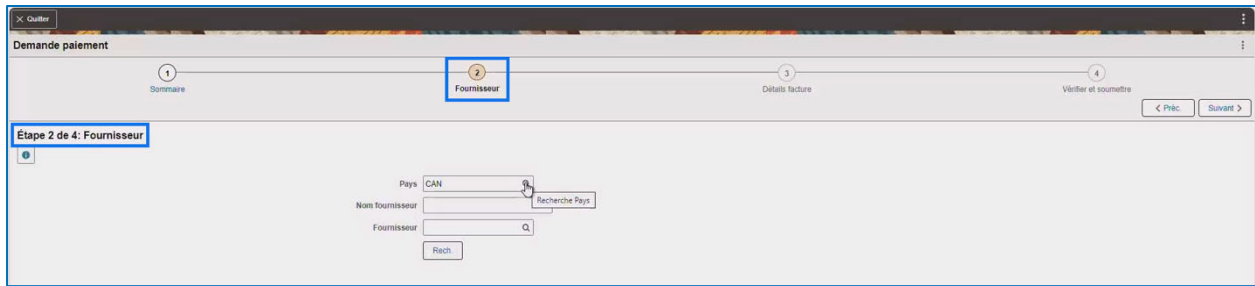 × Quitter
Demande paiement
1 2 3 4
Sommaire Fournisseur Détails facture Vérifier et soumettre
< Préc. Suivant >
Étape 2 de 4: Fournisseur
Pays CAN
Recherche Pays
Nom fournisseur
Fournisseur
Rech.